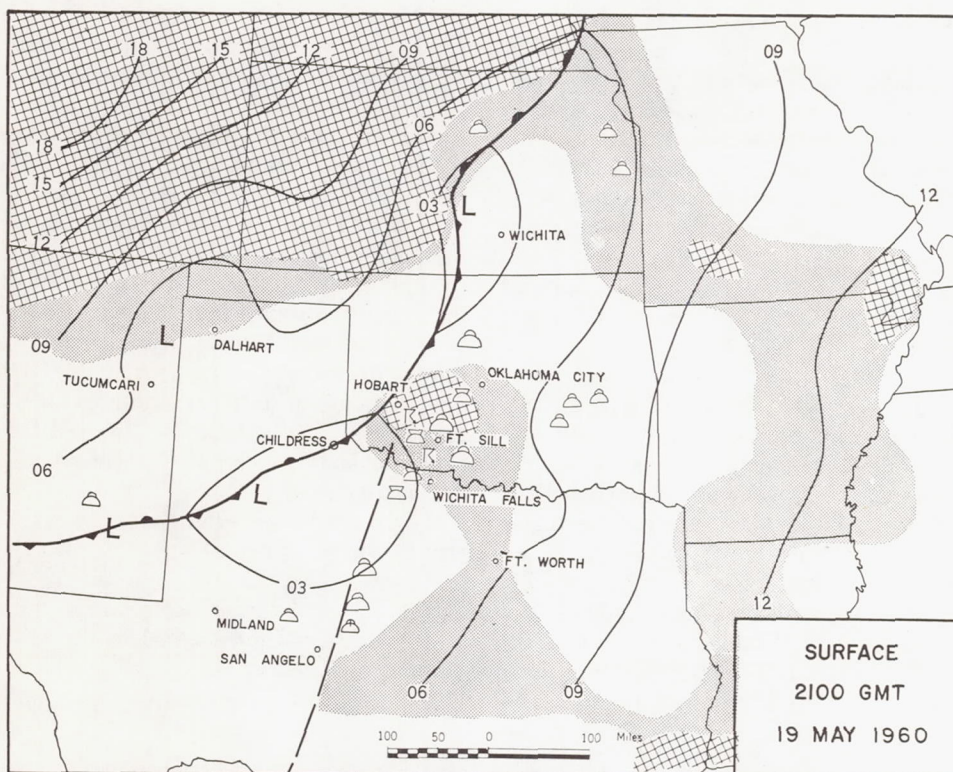 18
15
12
09
09
06
18
15
12
03
12
L
WICHITA
09
L
DALHART
TUCUMCARI
HOBART
OKLAHOMA CITY
CHILDRESS
FT. SILL
06
L
WICHITA FALLS
L
FT. WORTH
03
12
MIDLAND
SAN ANGELO
06
09
100 50 0 100 Miles
SURFACE
2100 GMT
19 MAY 1960